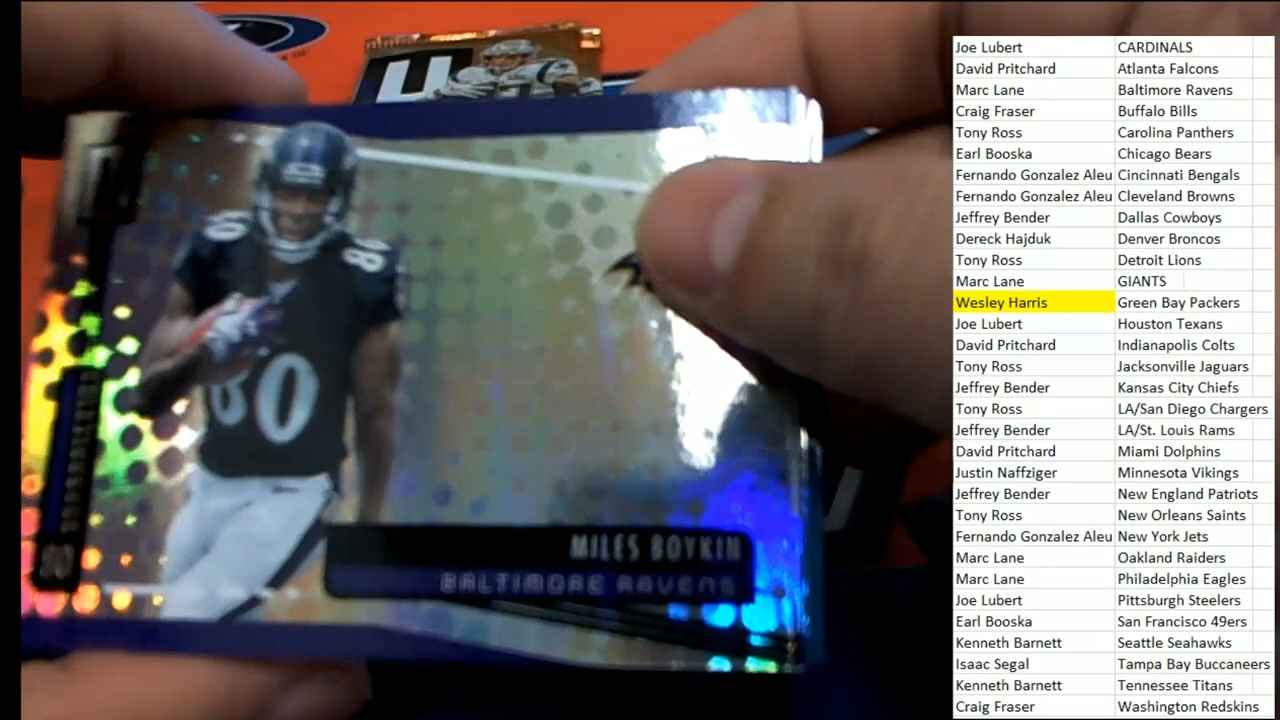 U
80
80
80
80
MILES BOYKIN
BALTIMORE RAVENS
Joe Lubert CARDINALS
David Pritchard Atlanta Falcons
Marc Lane Baltimore Ravens
Craig Fraser Buffalo Bills
Tony Ross Carolina Panthers
Earl Booska Chicago Bears
Fernando Gonzalez Aleu Cincinnati Bengals
Fernando Gonzalez Aleu Cleveland Browns
Jeffrey Bender Dallas Cowboys
Dereck Hajduk Denver Broncos
Tony Ross Detroit Lions
Marc Lane GIANTS
Wesley Harris Green Bay Packers
Joe Lubert Houston Texans
David Pritchard Indianapolis Colts
Tony Ross Jacksonville Jaguars
Jeffrey Bender Kansas City Chiefs
Tony Ross LA/San Diego Chargers
Jeffrey Bender LA/St. Louis Rams
David Pritchard Miami Dolphins
Justin Naffziger Minnesota Vikings
Jeffrey Bender New England Patriots
Tony Ross New Orleans Saints
Fernando Gonzalez Aleu New York Jets
Marc Lane Oakland Raiders
Marc Lane Philadelphia Eagles
Joe Lubert Pittsburgh Steelers
Earl Booska San Francisco 49ers
Kenneth Barnett Seattle Seahawks
Isaac Segal Tampa Bay Buccaneers
Kenneth Barnett Tennessee Titans
Craig Fraser Washington Redskins